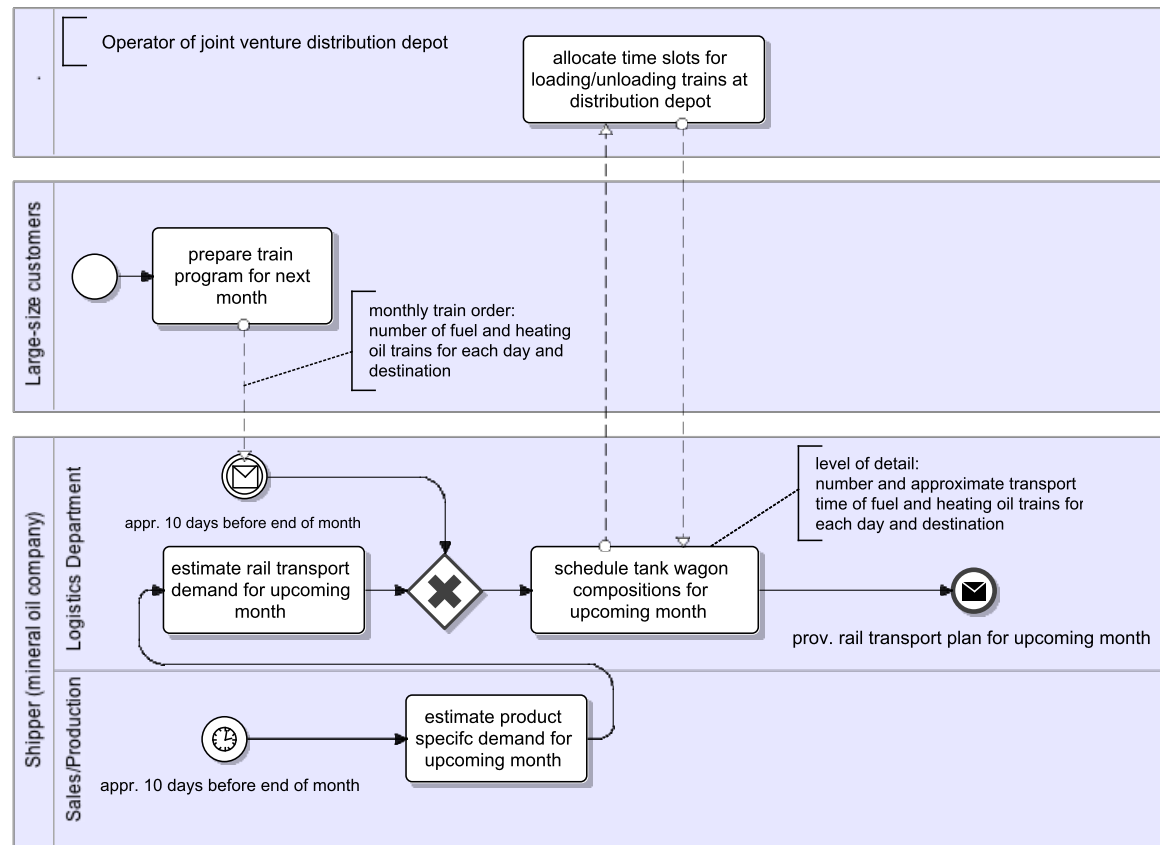 Operator of joint venture distribution depot
allocate time slots for
loading/unloading trains at
distribution depot
Large-size customers
prepare train
program for next
month
monthly train order:
number of fuel and heating
oil trains for each day and
destination
Shipper (mineral oil company)
Logistics Department
appr. 10 days before end of month
level of detail:
number and approximate transport
time of fuel and heating oil trains for
each day and destination
estimate rail transport
demand for upcoming
month
schedule tank wagon
compositions for
upcoming month
prov. rail transport plan for upcoming month
Sales/Production
estimate product
specifc demand for
upcoming month
appr. 10 days before end of month